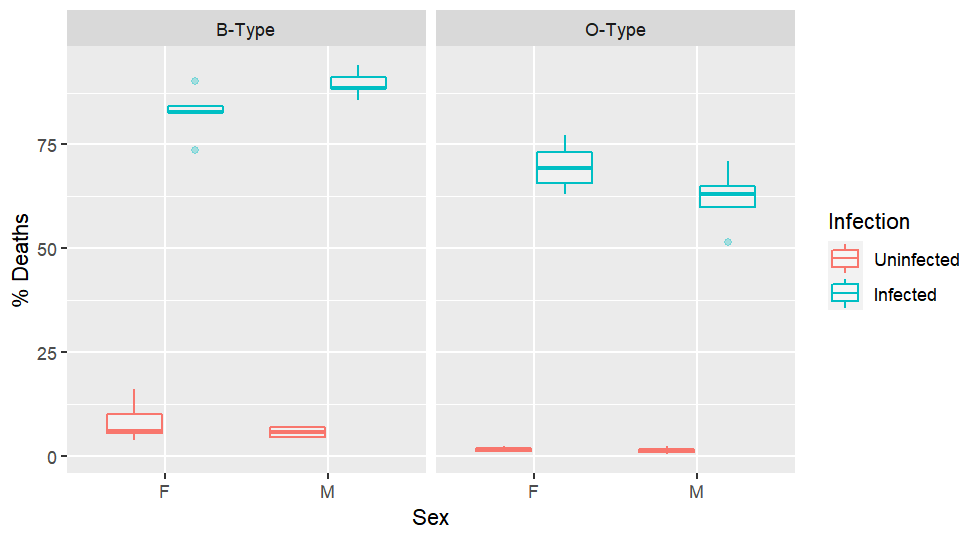 B-Type
O-Type
% Deaths
75
50
25
0
F
M
F
M
Sex
Infection
Uninfected
Infected